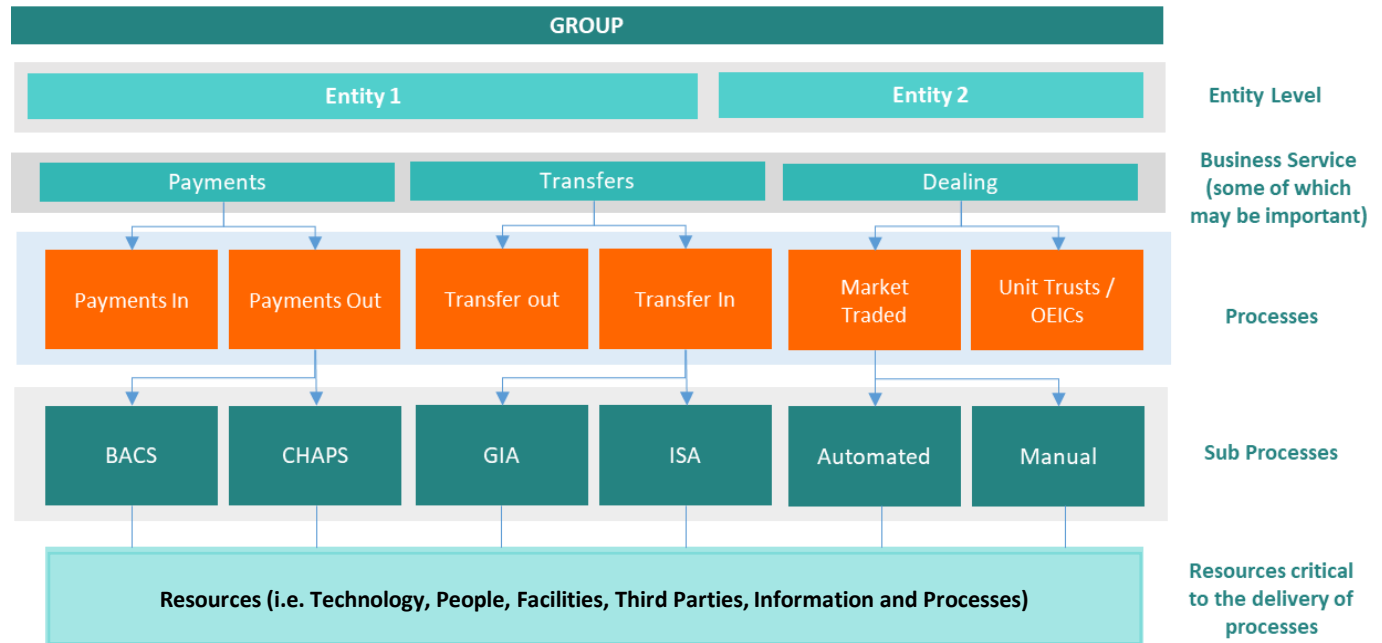 GROUP
Entity 1
Entity 2
Entity Level
Payments
Transfers
Dealing
Business Service
(some of which
may be important)
Payments In
Payments Out
Transfer out
Transfer In
Market
Traded
Unit Trusts /
OEICs
Processes
BACS
CHAPS
GIA
ISA
Automated
Manual
Sub Processes
Resources (i.e. Technology, People, Facilities, Third Parties, Information and Processes)
Resources critical
to the delivery of
processes